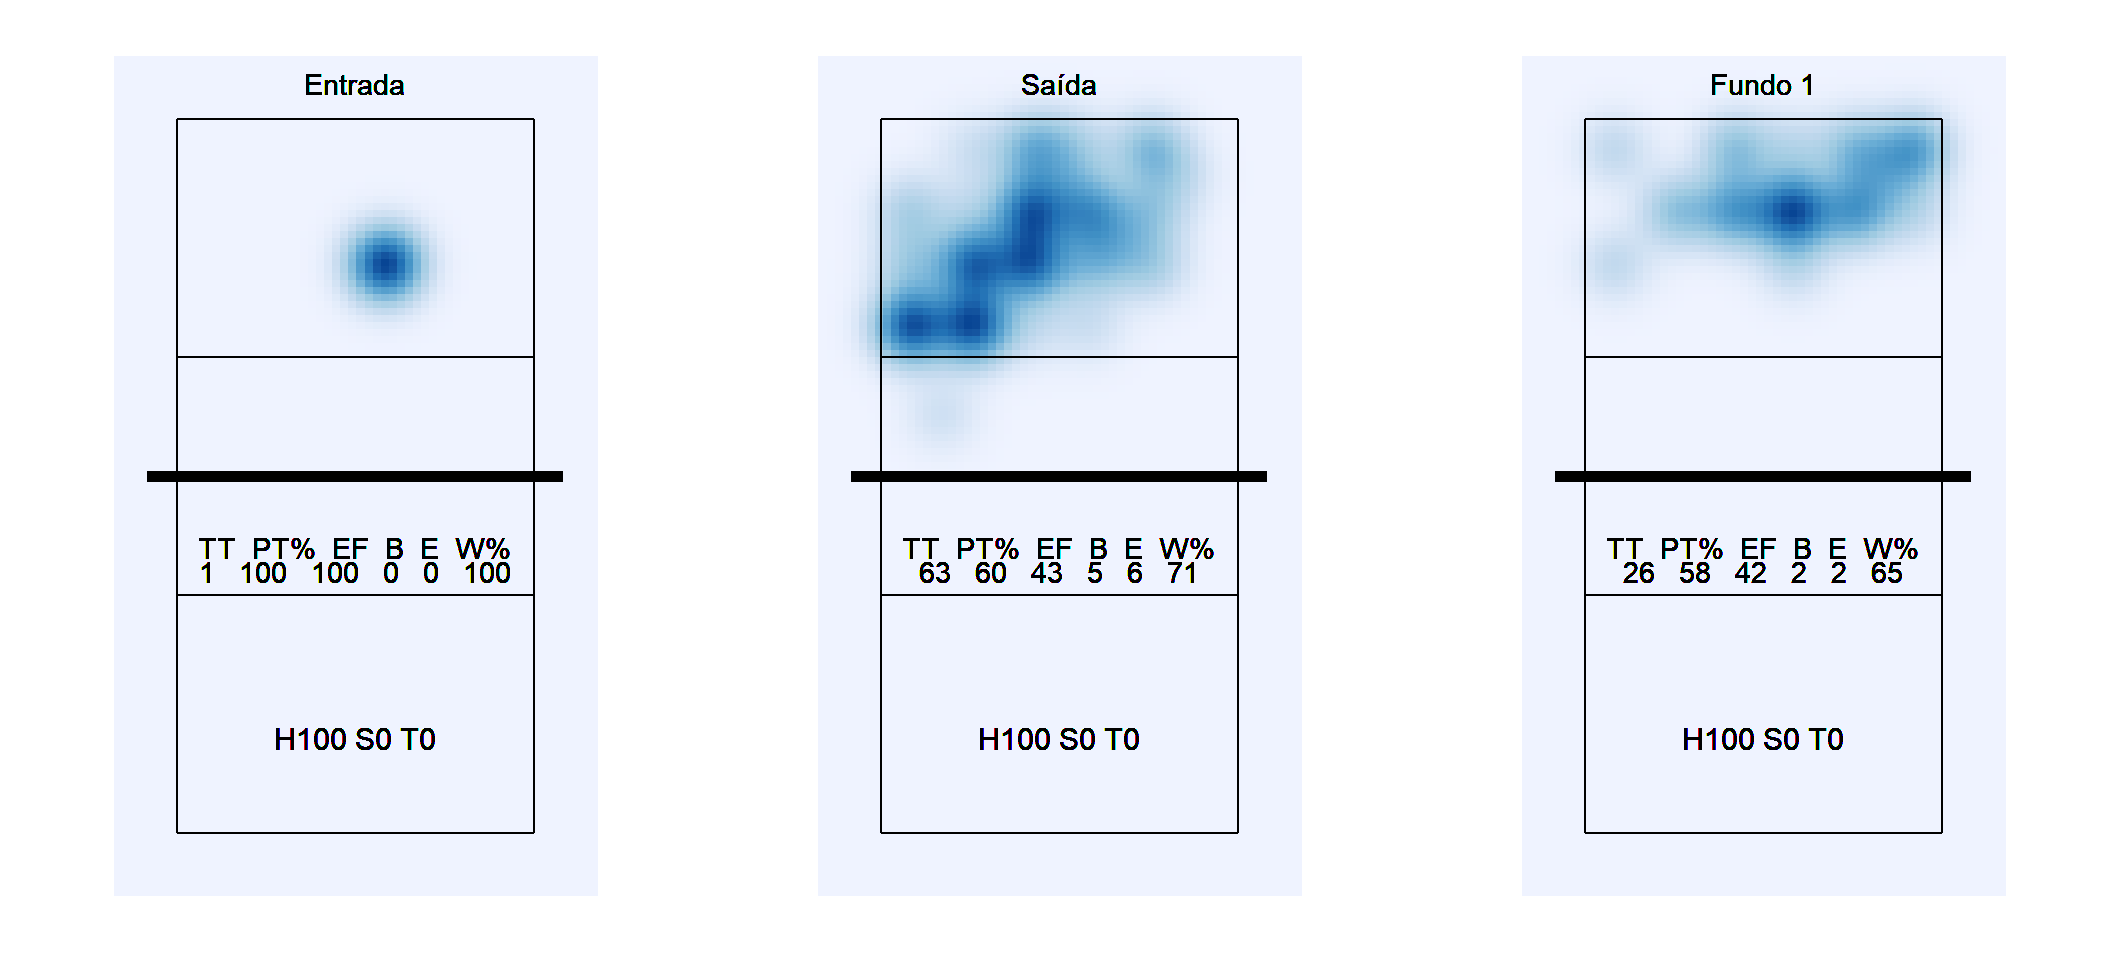 Entrada
TT PT% EF B E W%
1 100 100 0 0 100
H100 S0 T0
Saída
TT PT% EF B E W%
63 60 43 5 6 71
H100 S0 T0
Fundo 1
TT PT% EF B E W%
26 58 42 2 2 65
H100 S0 T0